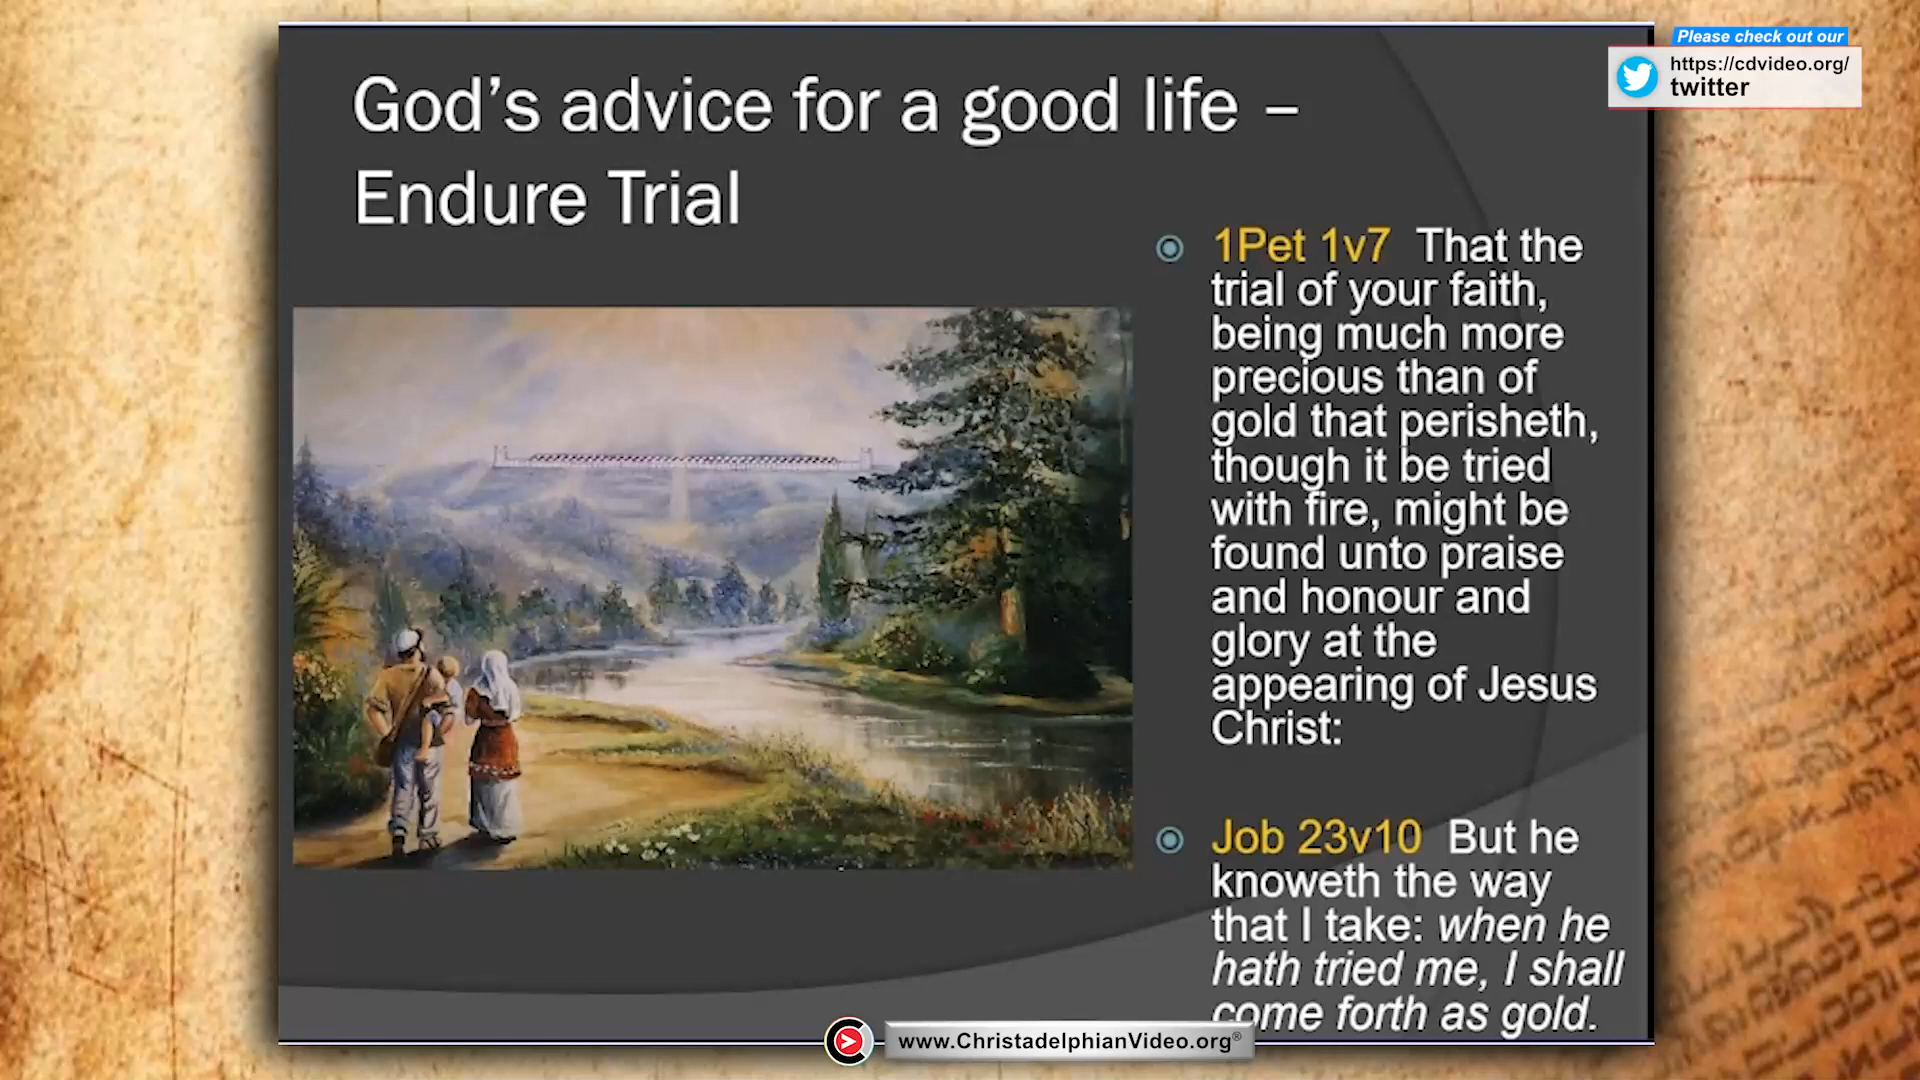 God's advice for a good life –
Endure Trial
Please check out our
https://cdvideo.org/
twitter
1Pet 1v7 That the
trial of your faith,
being much more
precious than of
gold that perisheth,
though it be tried
with fire, might be
found unto praise
and honour and
glory at the
appearing of Jesus
Christ:
Job 23v10 But he
knoweth the way
that I take: when he
hath tried me, I shall
come forth as gold.
www.ChristadelphianVideo.org®